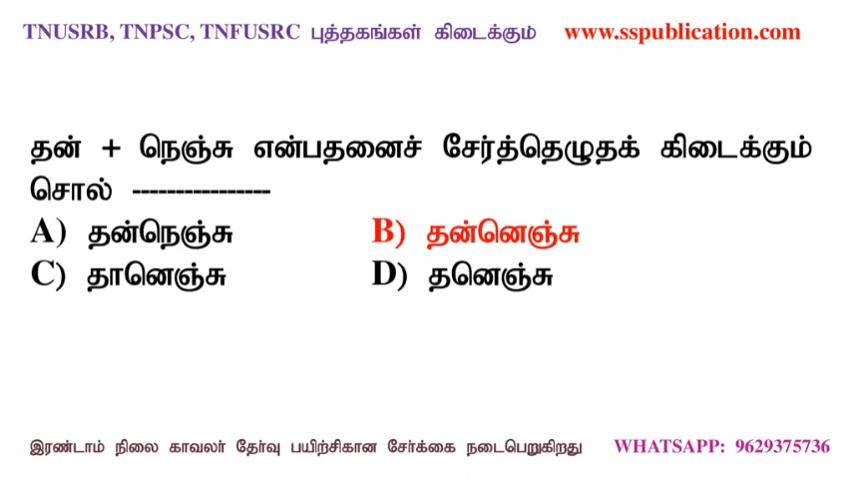 TNUSRB, TNPSC, TNFUSRC புத்தகங்கள் கிடைக்கும் www.sspublication.com
தன் + நெஞ்சு என்பதனைச் சேர்த்தெழுதக் கிடைக்கும்
சொல் ----------------
A) தன்நெஞ்சு B) தன்னெஞ்சு
C) தானெஞ்சு D) தனெஞ்சு
இரண்டாம் நிலை காவலர் தேர்வு பயிற்சிகான சேர்க்கை நடைபெறுகிறது WHATSAPP: 9629375736